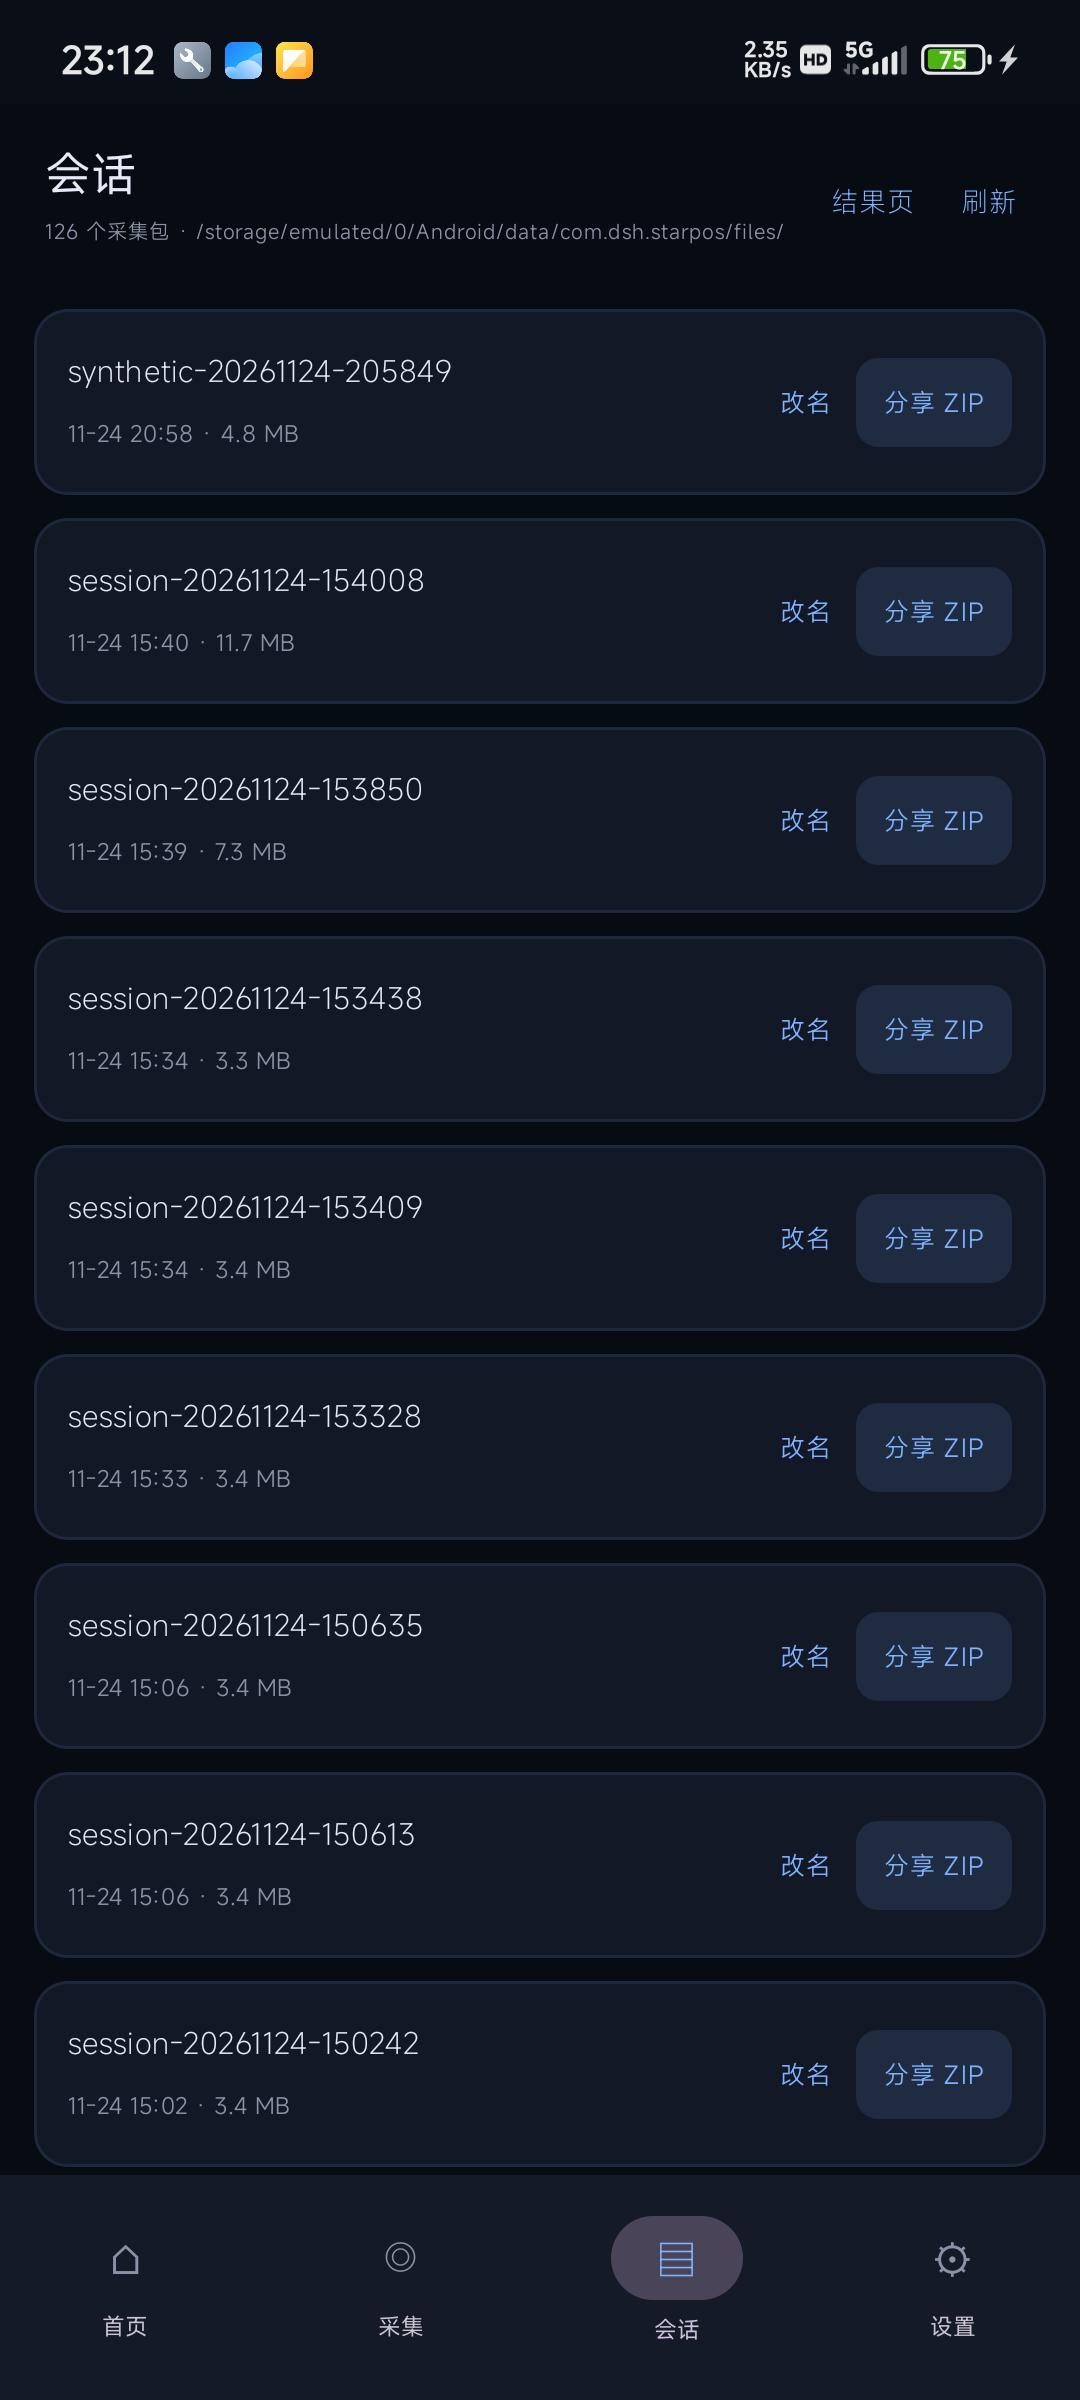 23:12
2.35 KB/s HD 5G 75
会话
126 个采集包 · /storage/emulated/0/Android/data/com.dsh.starpos/files/
结果页 刷新
synthetic-20261124-205849
11-24 20:58 · 4.8 MB
改名 分享 ZIP
session-20261124-154008
11-24 15:40 · 11.7 MB
改名 分享 ZIP
session-20261124-153850
11-24 15:39 · 7.3 MB
改名 分享 ZIP
session-20261124-153438
11-24 15:34 · 3.3 MB
改名 分享 ZIP
session-20261124-153409
11-24 15:34 · 3.4 MB
改名 分享 ZIP
session-20261124-153328
11-24 15:33 · 3.4 MB
改名 分享 ZIP
session-20261124-150635
11-24 15:06 · 3.4 MB
改名 分享 ZIP
session-20261124-150613
11-24 15:06 · 3.4 MB
改名 分享 ZIP
session-20261124-150242
11-24 15:02 · 3.4 MB
改名 分享 ZIP
首页 采集 会话 设置